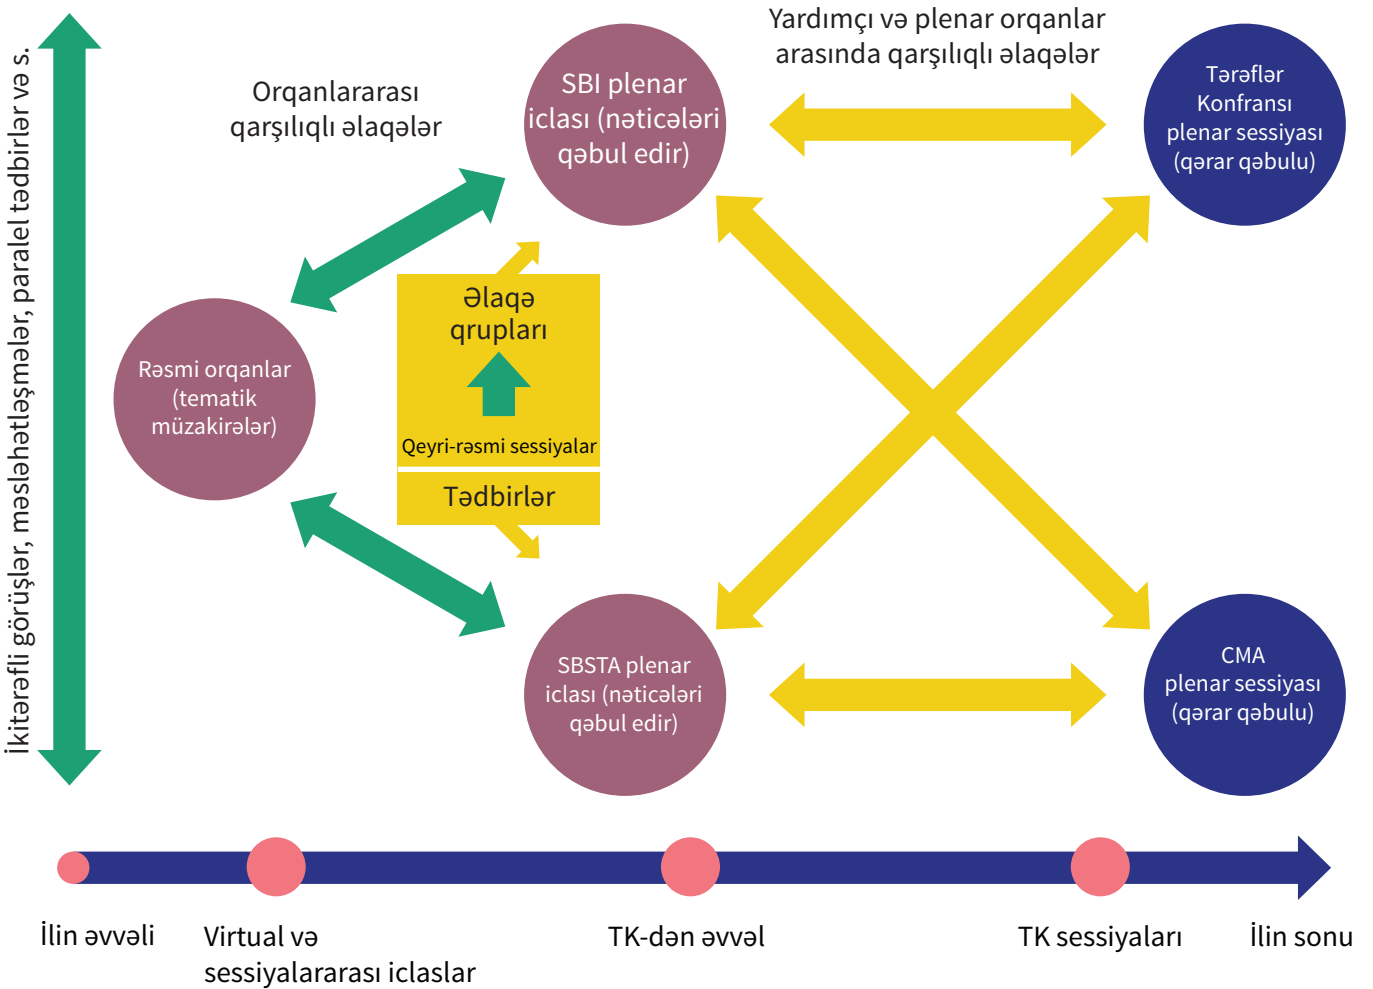 İkitərəfli görüşlər, məsləhətləşmələr, paralel tədbirlər və s.
Orqanlararası
qarşılıqlı əlaqələr
SBI plenar
iclası (nəticələri
qəbul edir)
Yardımçı və plenar orqanlar
arasında qarşılıqlı əlaqələr
Tərəflər
Konfransı
plenar sessiyası
(qərar qəbulu)
Rəsmi orqanlar
(tematik
müzakirələr)
Əlaqə
qrupları
Qeyri-rəsmi sessiyalar
Tədbirlər
SBSTA plenar
iclası (nəticələri
qəbul edir)
CMA
plenar sessiyası
(qərar qəbulu)
İlin əvvəli
Virtual və
sessiyalararası iclaslar
TK-dən əvvəl
TK sessiyaları
İlin sonu